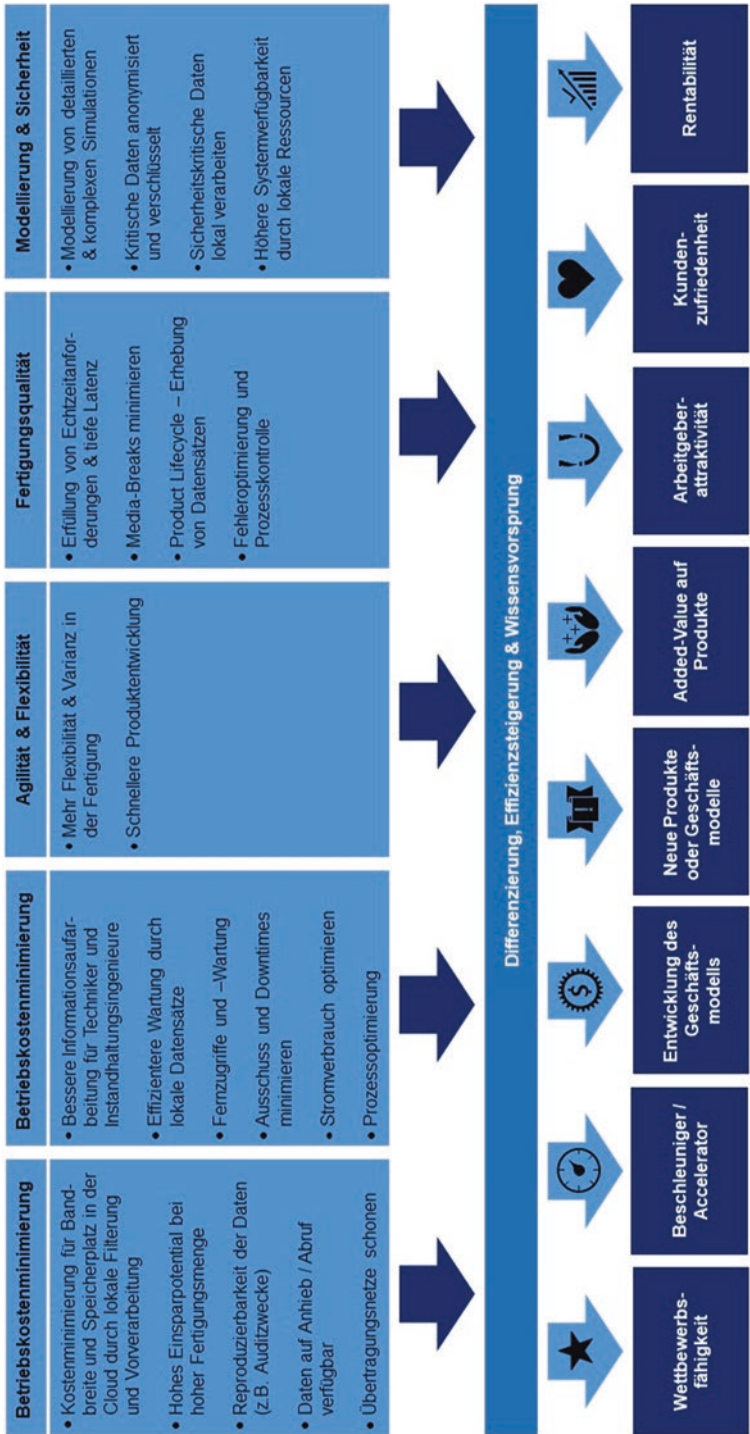 Betriebskostenminimierung
• Kostenminimierung für Band-
breite und Speicherplatz in der
Cloud durch lokale Filterung
und Vorverarbeitung
• Hohes Einsparpotential bei
hoher Fertigungsmenge
• Reproduzierbarkeit der Daten
(z.B. Auditzwecke)
• Daten auf Anhieb / Abruf
verfügbar
• Übertragungsnetze schonen
Betriebskostenminimierung
• Bessere Informationsaufar-
beitung für Techniker und
Instandhaltungsingenieure
• Effizientere Wartung durch
lokale Datensätze
• Fernzugriffe und –Wartung
• Ausschuss und Downtimes
minimieren
• Stromverbrauch optimieren
• Prozessoptimierung
Agilität & Flexibilität
• Mehr Flexibilität & Varianz in
der Fertigung
• Schnellere Produktentwicklung
Fertigungsqualität
• Erfüllung von Echtzeitanfor-
derungen & tiefe Latenz
• Media-Breaks minimieren
• Product Lifecycle – Erhebung
von Datensätzen
• Fehleroptimierung und
Prozesskontrolle
Modellierung & Sicherheit
• Modellierung von detaillierten
& komplexen Simulationen
• Kritische Daten anonymisiert
und verschlüsselt
• Sicherheitskritische Daten
lokal verarbeiten
• Höhere Systemverfügbarkeit
durch lokale Ressourcen
Differenzierung, Effizienzsteigerung & Wissensvorsprung
Wettbewerbs-
fähigkeit
Beschleuniger /
Accelerator
$
Entwicklung des
Geschäfts-
modells
!
Neue Produkte
oder Geschäfts-
modelle
+++
Added-Value auf
Produkte
Arbeitgeber-
attraktivität
Kunden-
zufriedenheit
Rentabilität